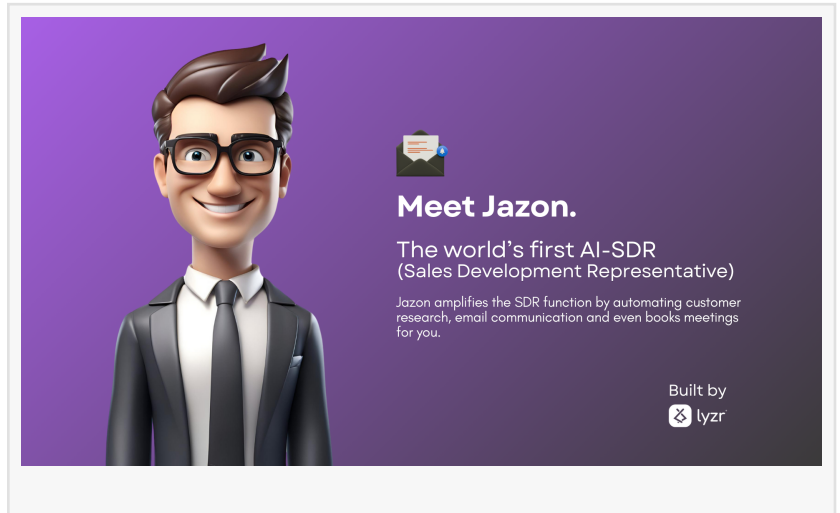 Meet Jazon.
The world's first AI-SDR
(Sales Development Representative)
Jazon amplifies the SDR function by automating customer
research, email communication and even books meetings
for you.
Built by
lyzr